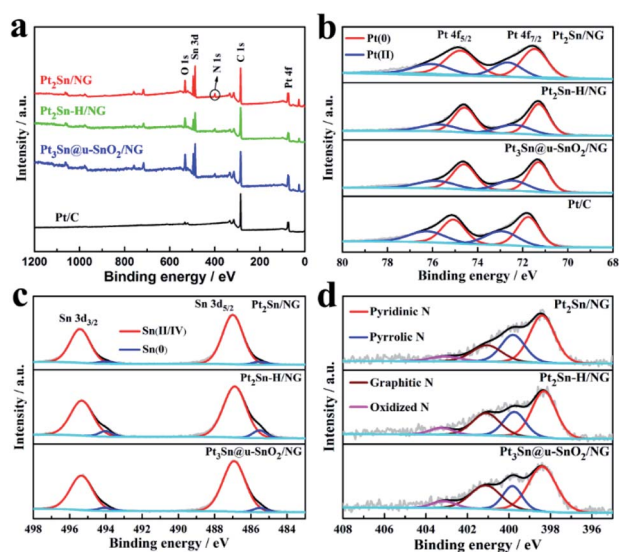 a
O 1s
Sn 3d
N 1s
C 1s
Pt 4f
Pt₂Sn/NG
Pt₂Sn-H/NG
Pt₃Sn@u-SnO₂/NG
Pt/C
Intensity / a.u.
1200 1000 800 600 400 200 0
Binding energy / eV
b
Pt(0)
Pt(II)
Pt 4f₅/₂
Pt 4f₇/₂
Pt₂Sn/NG
Pt₂Sn-H/NG
Pt₃Sn@u-SnO₂/NG
Pt/C
Intensity / a.u.
80 76 74 72 70 68
Binding energy / eV
c
Sn 3d₃/₂
Sn 3d₅/₂
Pt₂Sn/NG
Sn(II/IV)
Sn(0)
Pt₂Sn-H/NG
Pt₃Sn@u-SnO₂/NG
Intensity / a.u.
498 496 494 492 490 488 486 484
Binding energy / eV
d
Pyridinic N
Pyrrolic N
Graphitic N
Oxidized N
Pt₂Sn/NG
Pt₂Sn-H/NG
Pt₃Sn@u-SnO₂/NG
Intensity / a.u.
408 406 404 402 400 398 396
Binding energy / eV